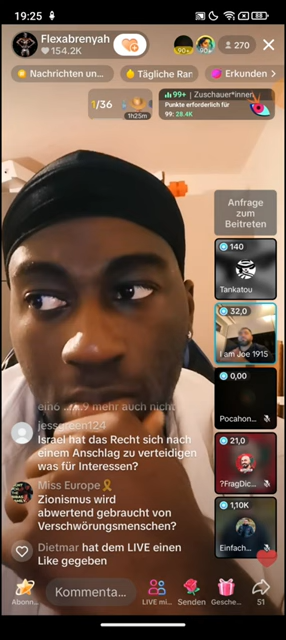 19:25
88
Flexabrenyah
154.2K
270
Nachrichten un...
Tägliche Ran
Erkunden
1/36
1h25m
99+ | Zuschauer*innen
Punkte erforderlich für
99: 28.4K
Anfrage
zum
Beitreten
140
Tankatou
32,0
I am Joe 1915
0,00
Pocahon...
21,0
?FragDic...
1,10K
Einfach...
mehr auch nicht
jessgreen124
Israel hat das Recht sich nach
einem Anschlag zu verteidigen
was für Interessen?
Miss Europe
Zionismus wird
abwertend gebraucht von
Verschwörungsmenschen?
Dietmar hat dem LIVE einen
Like gegeben
Abonn...
Kommenta...
LIVE mi...
Senden
Gesche...
51